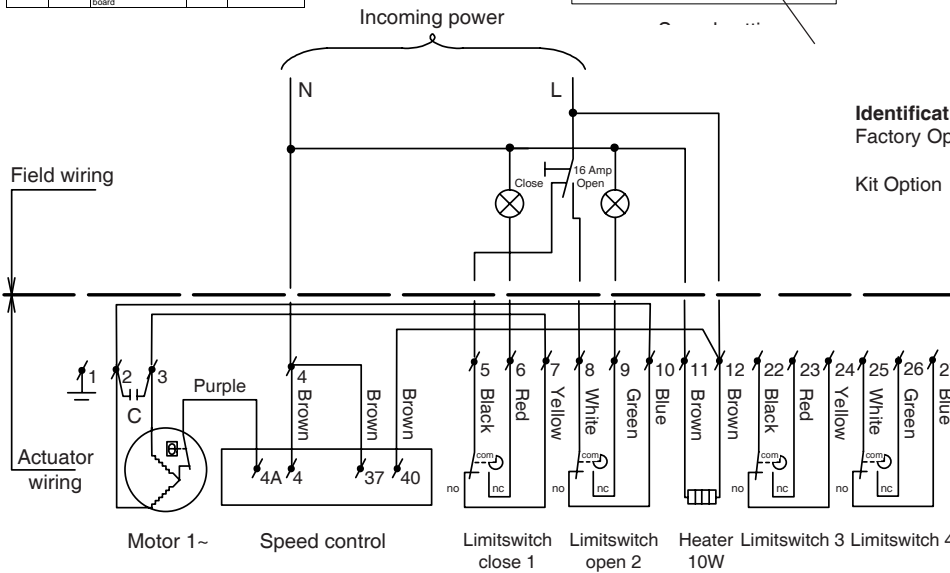 board
Incoming power
N
L
Identificat
Factory Op
Kit Option
Field wiring
Close
16 Amp
Open
1
2
3
4
5
6
7
8
9
10
11
12
22
23
24
25
26
2
C
Purple
Brown
Brown
Brown
Black
Red
Yellow
White
Green
Blue
Brown
Brown
Black
Red
Yellow
White
Green
Blue
Actuator
wiring
4A
4
37
40
com
no
nc
com
no
nc
com
no
nc
com
no
nc
Motor 1~
Speed control
Limitswitch
close 1
Limitswitch
open 2
Heater
10W
Limitswitch 3
Limitswitch 4